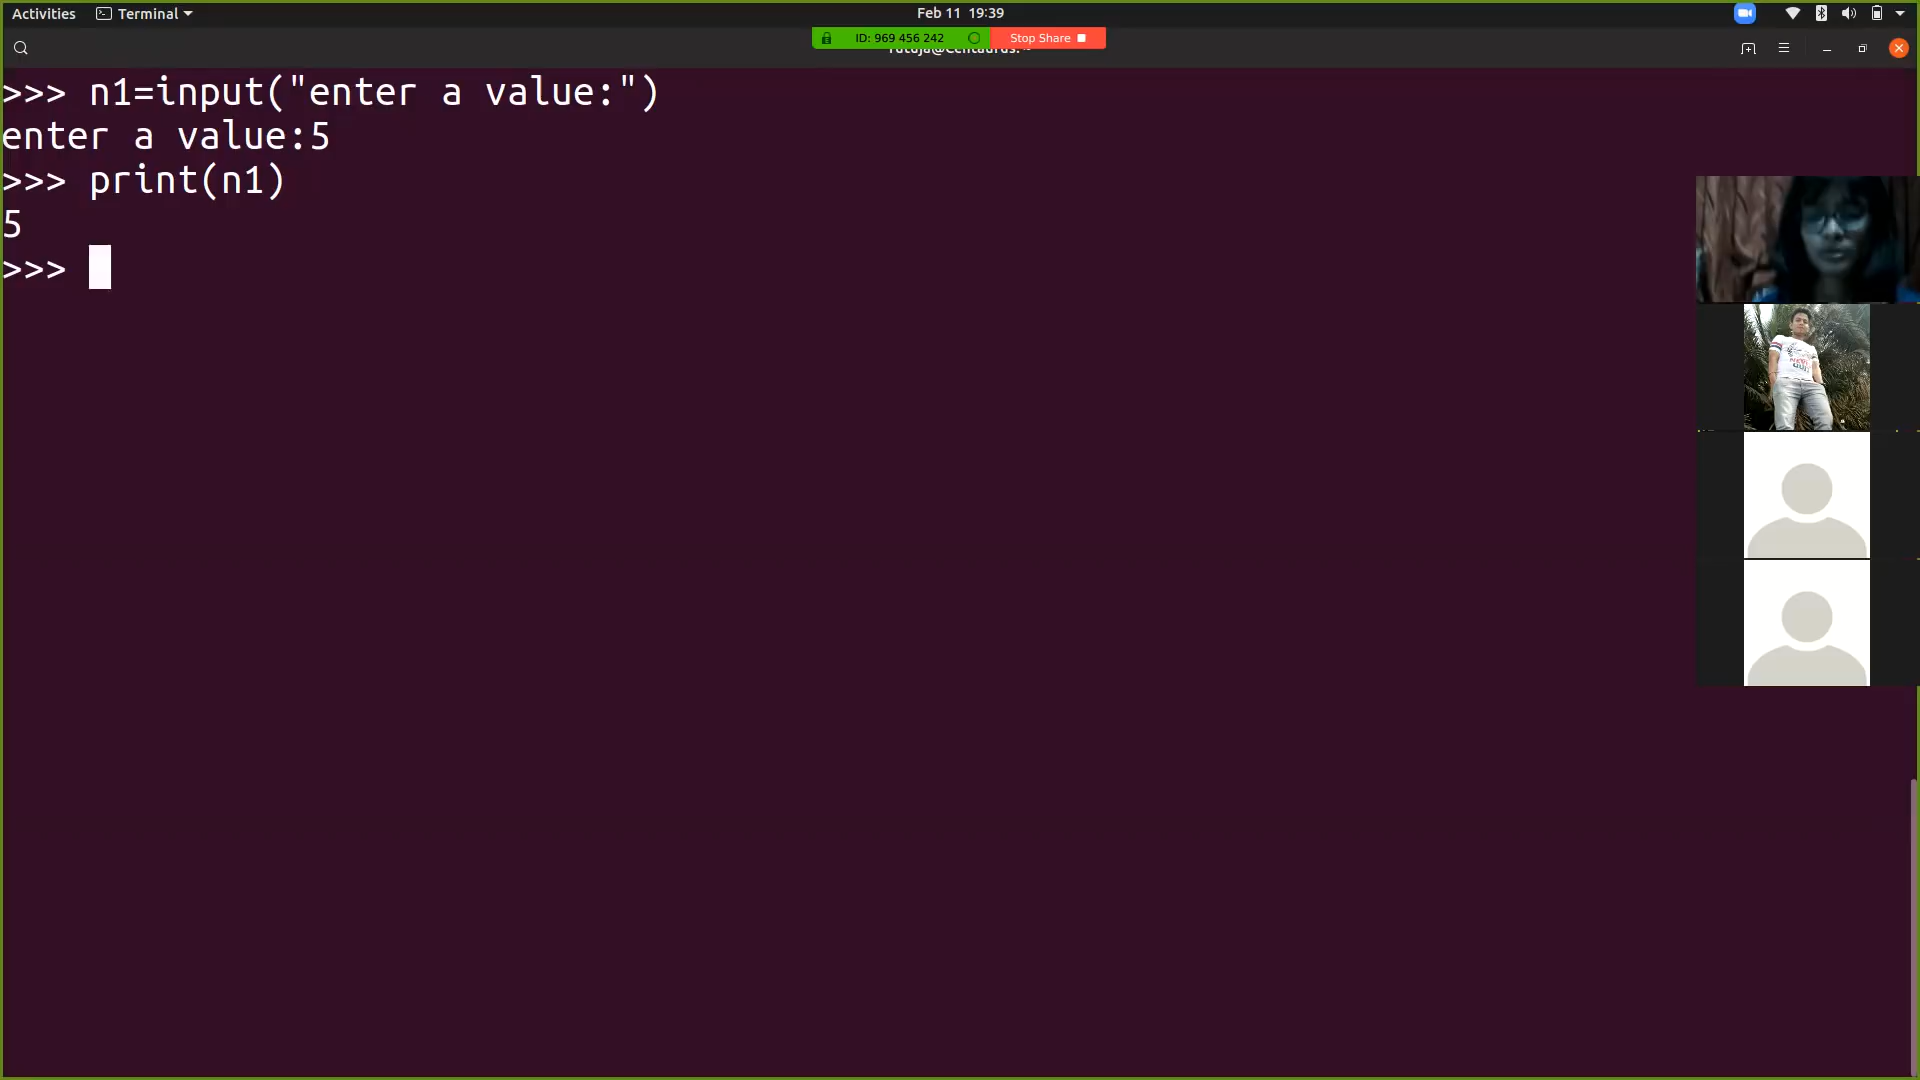 Activities Terminal Feb 11 19:39
ID: 969 456 242 Stop Share
>>> n1=input("enter a value:")
enter a value:5
>>> print(n1)
5
>>>